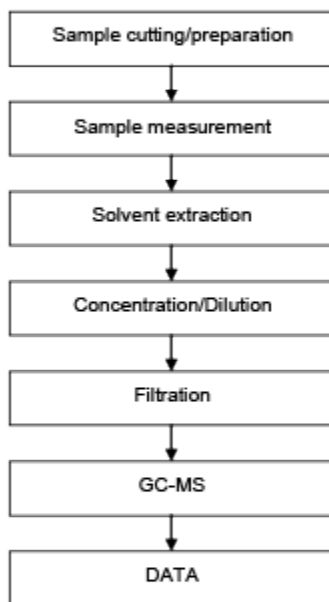 Sample cutting/preparation
Sample measurement
Solvent extraction
Concentration/Dilution
Filtration
GC-MS
DATA